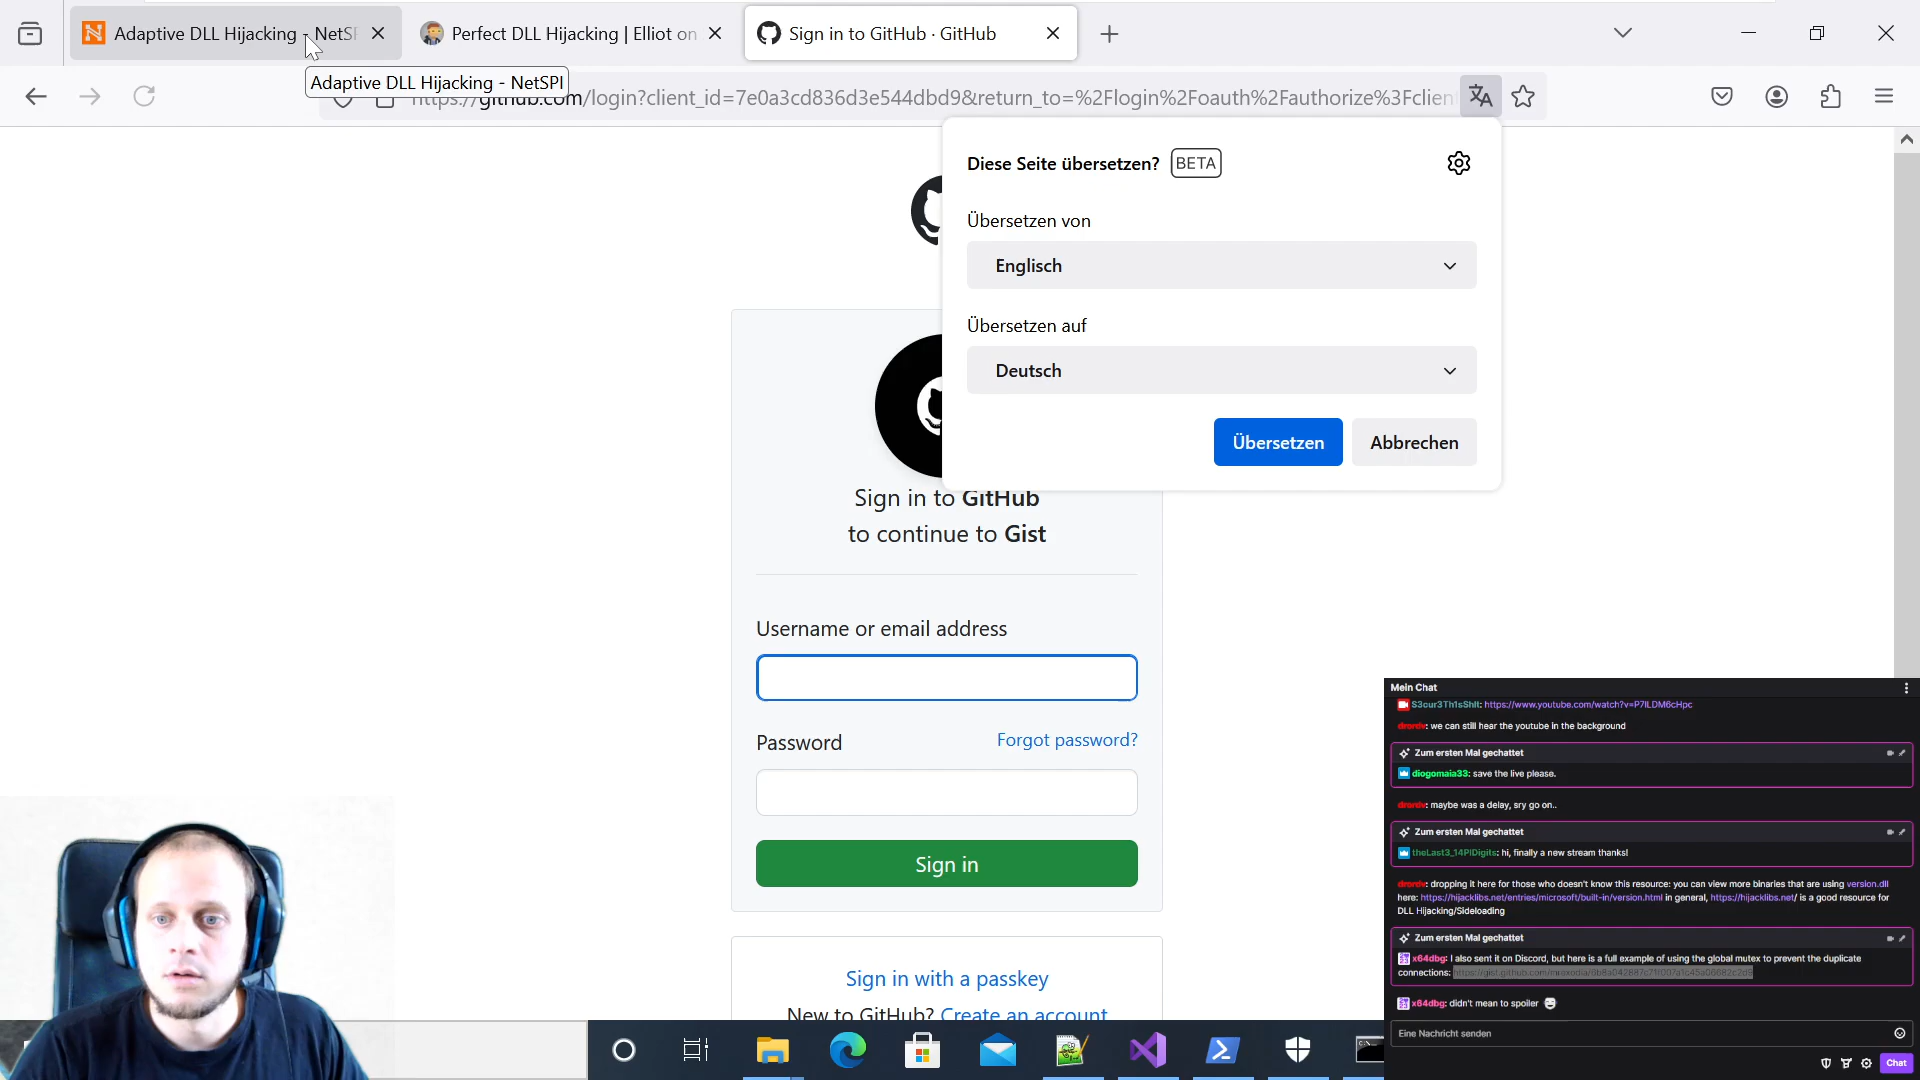 Adaptive DLL Hijacking - NetSP
Perfect DLL Hijacking | Elliot on
Sign in to GitHub · GitHub
Adaptive DLL Hijacking - NetSPI
https://github.com/login?client_id=7e0a3cd836d3e544dbd9&return_to=%2Flogin%2Foauth%2Fauthorize%3Fclien
Diese Seite übersetzen? BETA
Übersetzen von
Englisch
Übersetzen auf
Deutsch
Übersetzen
Abbrechen
Sign in to GitHub
to continue to Gist
Username or email address
Password
Forgot password?
Sign in
Sign in with a passkey
New to GitHub? Create an account
Mein Chat
S3cur3Th1sSh1t: https://www.youtube.com/watch?v=P7lLDM6cHpc
drordv: we can still hear the youtube in the background
Zum ersten Mal gechattet
diogomaia33: save the live please.
drordv: maybe was a delay, sry go on..
Zum ersten Mal gechattet
theLast3_14PIDigits: hi, finally a new stream thanks!
drordv: dropping it here for those who doesn't know this resource: you can view more binaries that are using version.dll
here: https://hijacklibs.net/entries/microsoft/built-in/version.html in general, https://hijacklibs.net/ is a good resource for
DLL Hijacking/Sideloading
Zum ersten Mal gechattet
x64dbg: I also sent it on Discord, but here is a full example of using the global mutex to prevent the duplicate
connections:
x64dbg: didn't mean to spoiler
Eine Nachricht senden
Chat